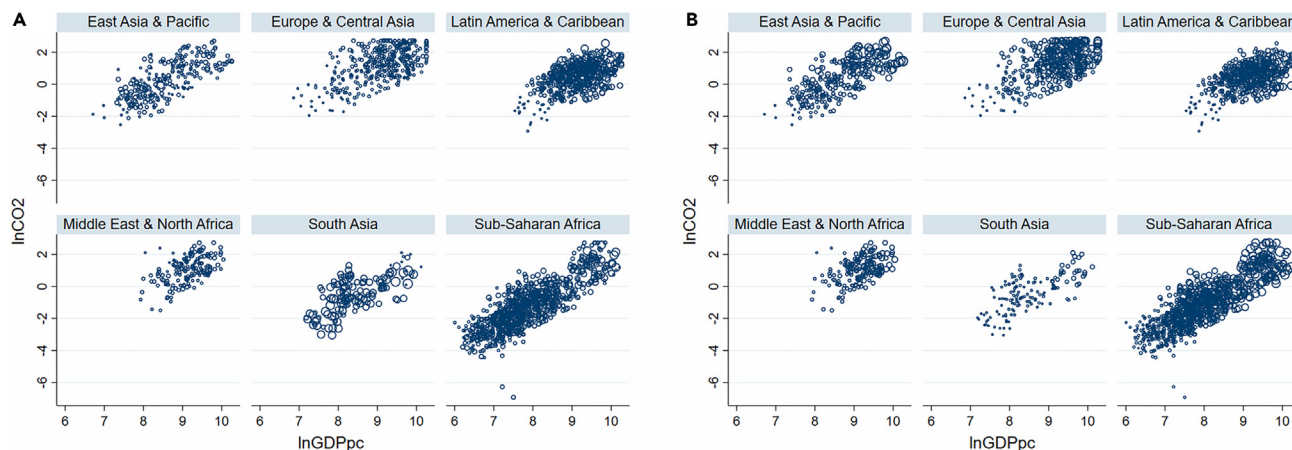 A
East Asia & Pacific
Europe & Central Asia
Latin America & Caribbean
2
0
-2
-4
-6
Middle East & North Africa
South Asia
Sub-Saharan Africa
2
0
-2
-4
-6
6 7 8 9 10
6 7 8 9 10
6 7 8 9 10
lnCO2
lnGDPpc
B
East Asia & Pacific
Europe & Central Asia
Latin America & Caribbean
2
0
-2
-4
-6
Middle East & North Africa
South Asia
Sub-Saharan Africa
2
0
-2
-4
-6
6 7 8 9 10
6 7 8 9 10
6 7 8 9 10
lnCO2
lnGDPpc